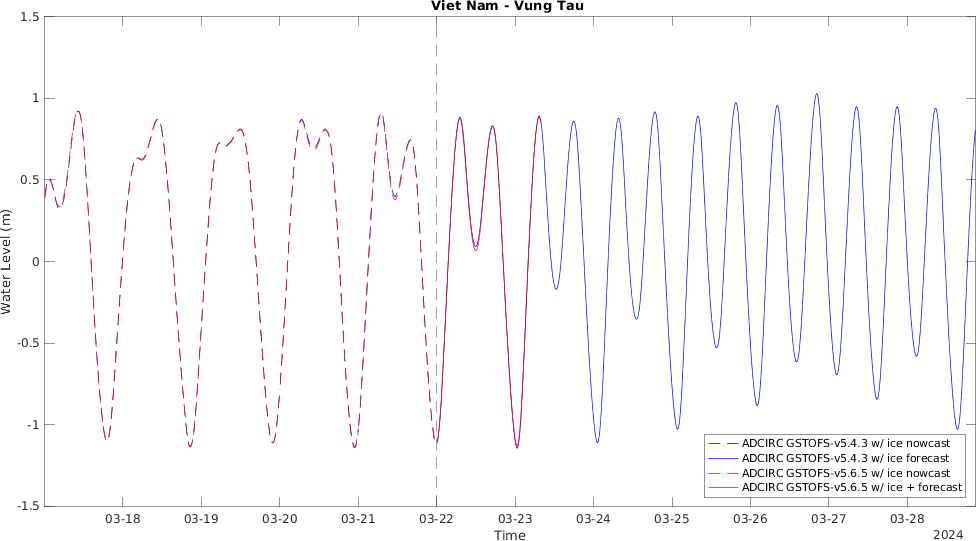 Viet Nam - Vung Tau
1.5
1
0.5
0
-0.5
-1
-1.5
Water Level (m)
03-18 03-19 03-20 03-21 03-22 03-23 03-24 03-25 03-26 03-27 03-28
Time
2024
ADCIRC GSTOFS-v5.4.3 w/ ice nowcast
ADCIRC GSTOFS-v5.4.3 w/ ice forecast
ADCIRC GSTOFS-v5.6.5 w/ ice nowcast
ADCIRC GSTOFS-v5.6.5 w/ ice + forecast